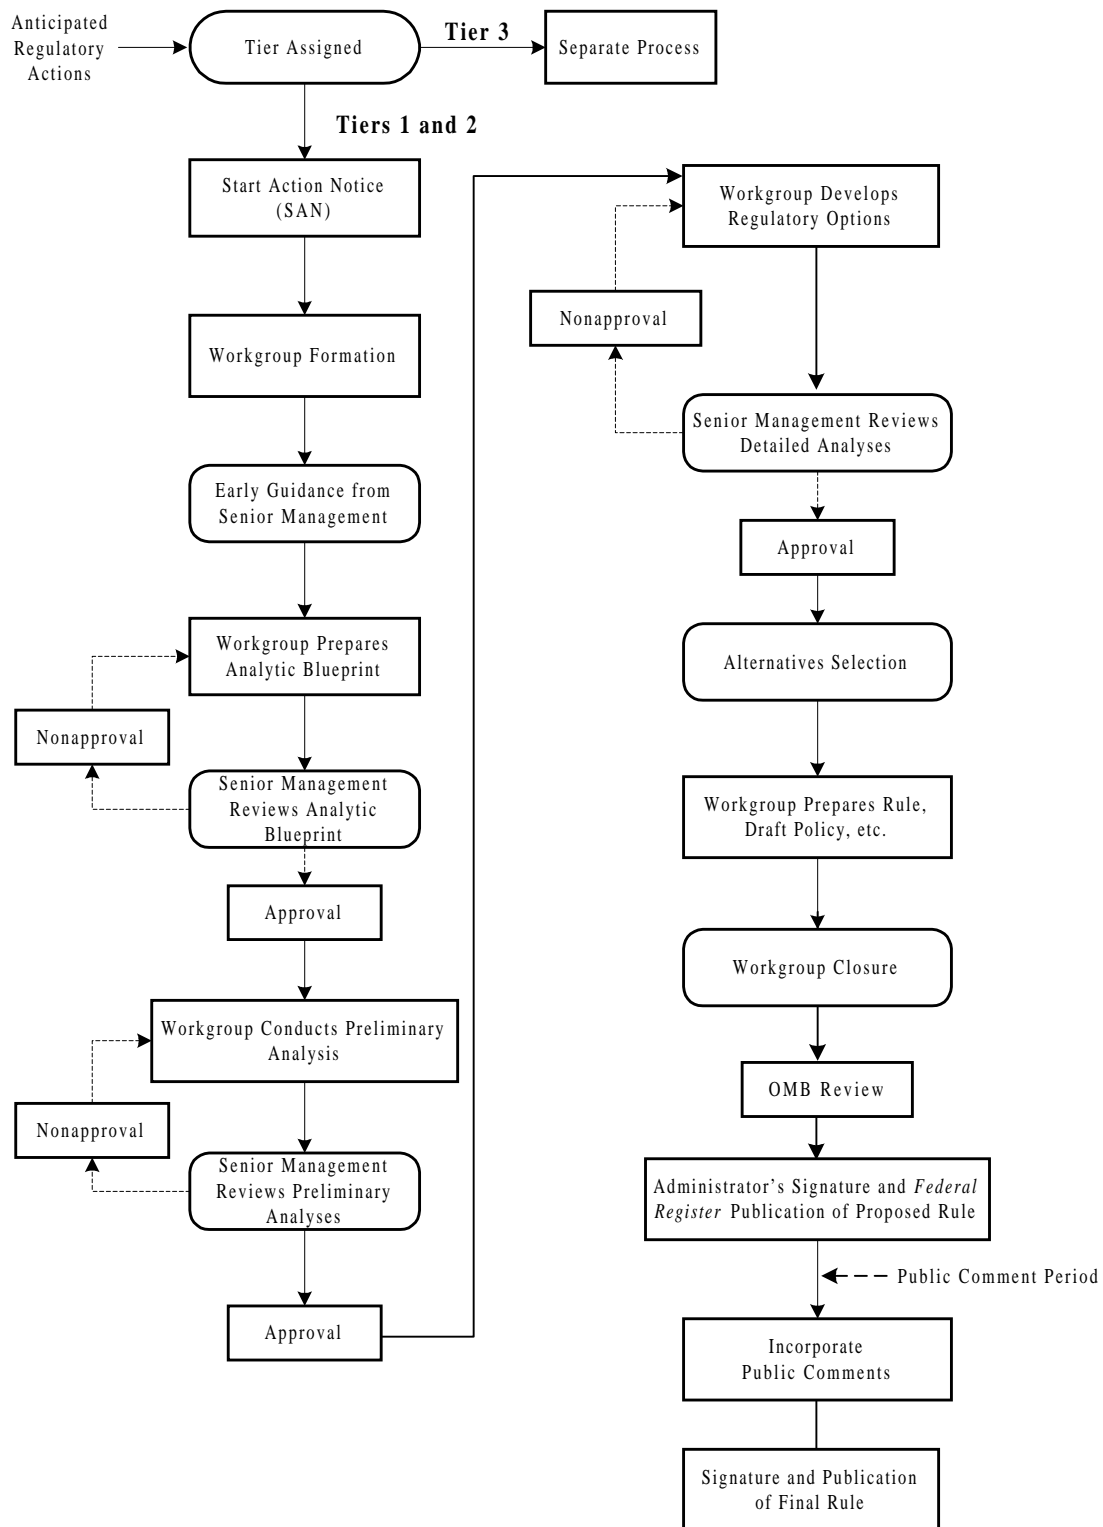 Anticipated
Regulatory
Actions
Tier Assigned
Tier 3
Separate Process
Tiers 1 and 2
Start Action Notice
(SAN)
Workgroup Formation
Early Guidance from
Senior Management
Workgroup Prepares
Analytic Blueprint
Nonapproval
Senior Management
Reviews Analytic
Blueprint
Approval
Workgroup Conducts Preliminary
Analysis
Nonapproval
Senior Management
Reviews Preliminary
Analyses
Approval
Workgroup Develops
Regulatory Options
Nonapproval
Senior Management Reviews
Detailed Analyses
Approval
Alternatives Selection
Workgroup Prepares Rule,
Draft Policy, etc.
Workgroup Closure
OMB Review
Administrator's Signature and Federal
Register Publication of Proposed Rule
Public Comment Period
Incorporate
Public Comments
Signature and Publication
of Final Rule